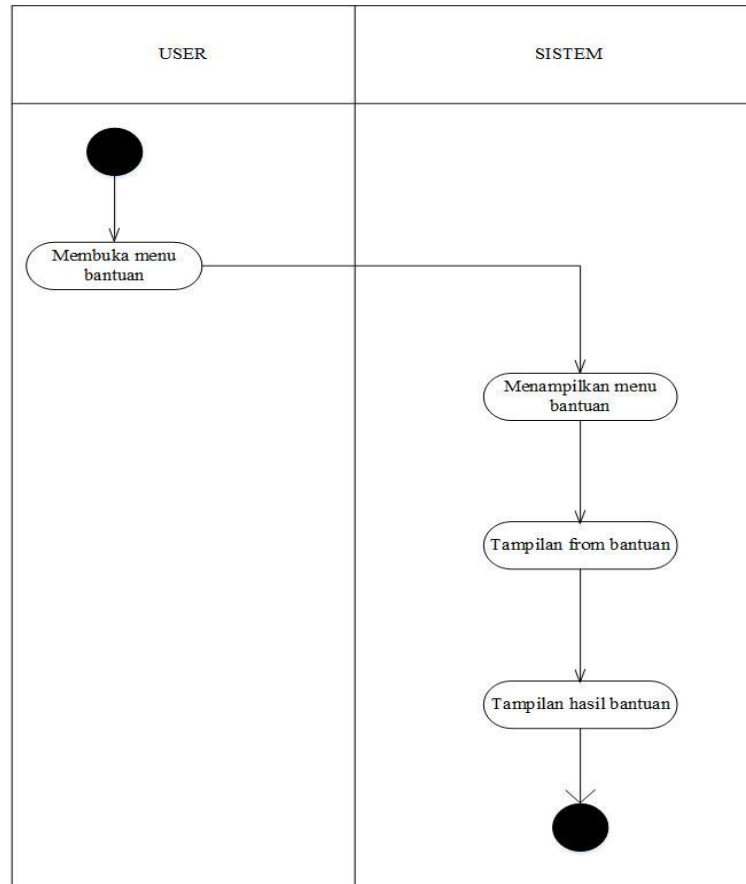 USER
SISTEM
Membuka menu
bantuan
Menampilkan menu
bantuan
Tampilan from bantuan
Tampilan hasil bantuan